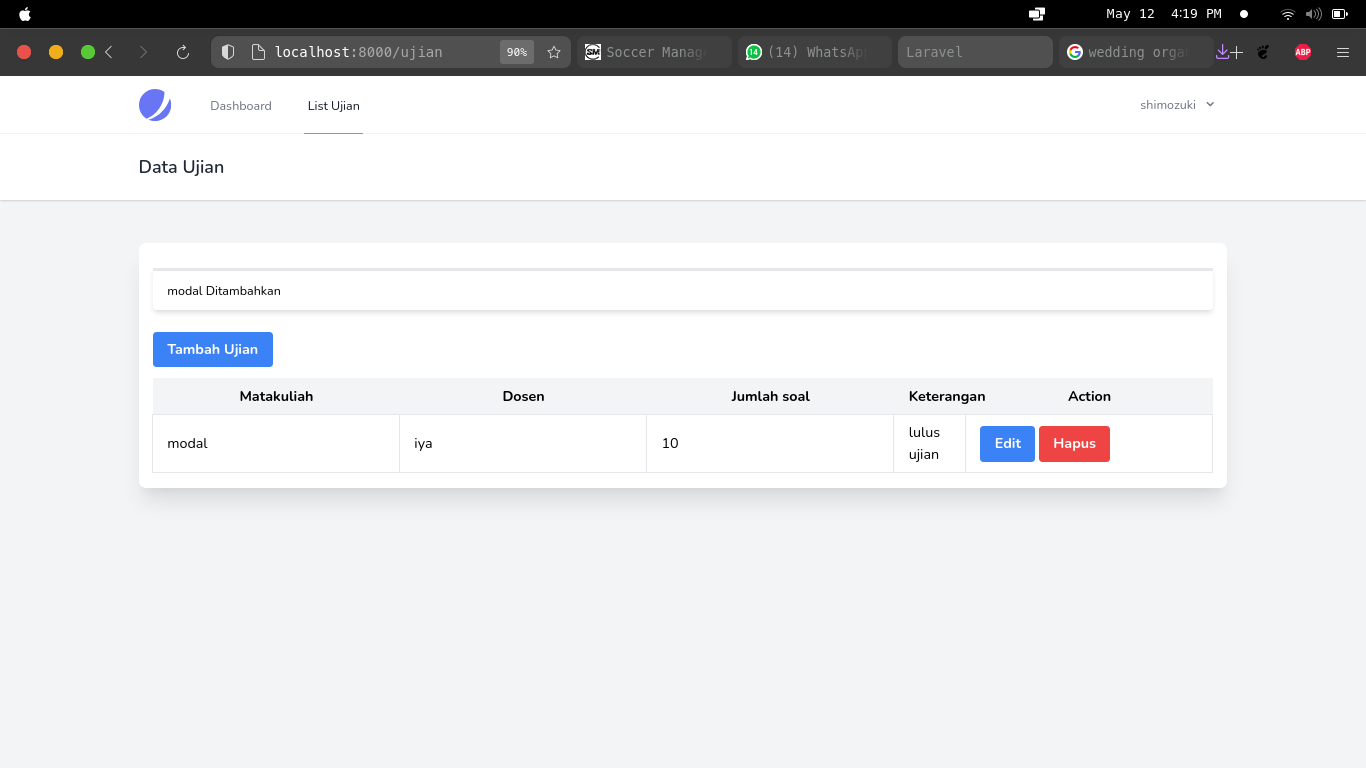 May 12 4:19 PM
localhost:8000/ujian 90% Soccer Manag (14) WhatsAp Laravel wedding orga ABP
Dashboard List Ujian shimozuki
Data Ujian
modal Ditambahkan
Tambah Ujian
Matakuliah Dosen Jumlah soal Keterangan Action
modal iya 10 lulus ujian Edit Hapus